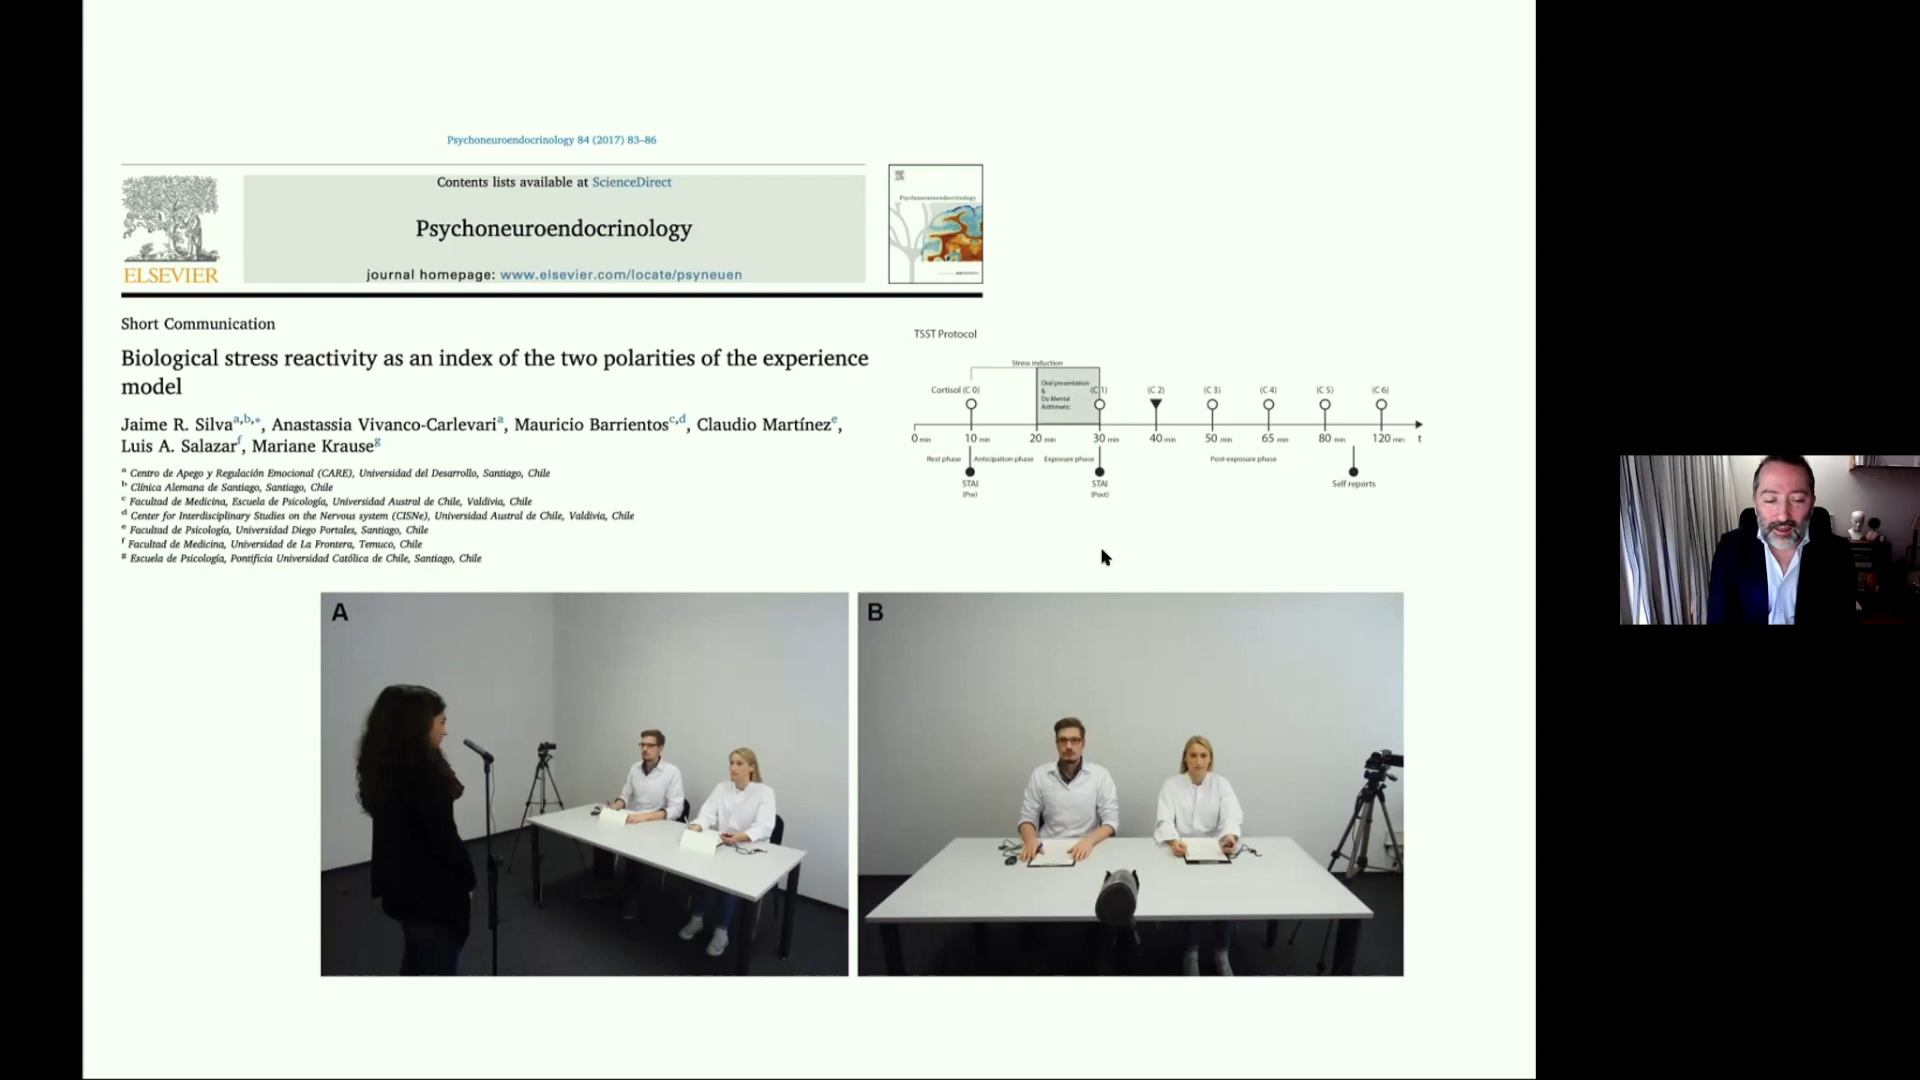 Psychoneuroendocrinology 84 (2017) 83–86
Contents lists available at ScienceDirect
Psychoneuroendocrinology
journal homepage: www.elsevier.com/locate/psyneuen
ELSEVIER
Psychoneuroendocrinology
Short Communication
Biological stress reactivity as an index of the two polarities of the experience
model
Jaime R. Silva a,b,*, Anastassia Vivanco-Carlevari a, Mauricio Barrientos c,d, Claudio Martínez e,
Luis A. Salazar f, Mariane Krause g
a Centro de Apego y Regulación Emocional (CARE), Universidad del Desarrollo, Santiago, Chile
b Clínica Alemana de Santiago, Santiago, Chile
c Facultad de Medicina, Escuela de Psicología, Universidad Austral de Chile, Valdivia, Chile
d Center for Interdisciplinary Studies on the Nervous system (CISNe), Universidad Austral de Chile, Valdivia, Chile
e Facultad de Psicología, Universidad Diego Portales, Santiago, Chile
f Facultad de Medicina, Universidad de La Frontera, Temuco, Chile
g Escuela de Psicología, Pontificia Universidad Católica de Chile, Santiago, Chile
TSST Protocol
Stress induction
Cortisol (C 0) (C 1) (C 2) (C 3) (C 4) (C 5) (C 6)
Oral presentation
&
Do Mental
Arithmetic
0 min 10 min 20 min 30 min 40 min 50 min 65 min 80 min 120 min t
Rest phase Anticipation phase Exposure phase Post-exposure phase
STAI STAI Self reports
(Pre) (Post)
A B